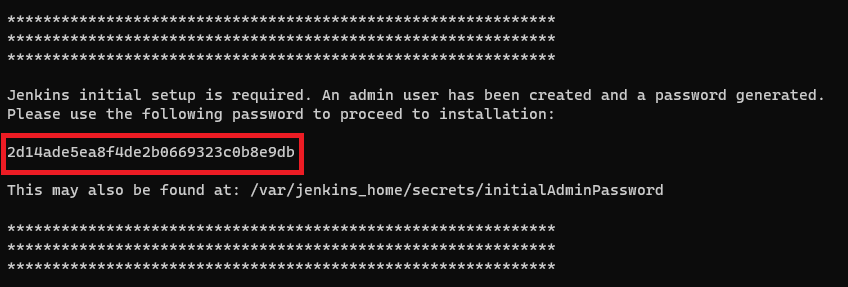 *************************************************************
*************************************************************
*************************************************************
Jenkins initial setup is required. An admin user has been created and a password generated.
Please use the following password to proceed to installation:
2d14ade5ea8f4de2b0669323c0b8e9db
This may also be found at: /var/jenkins_home/secrets/initialAdminPassword
*************************************************************
*************************************************************
*************************************************************